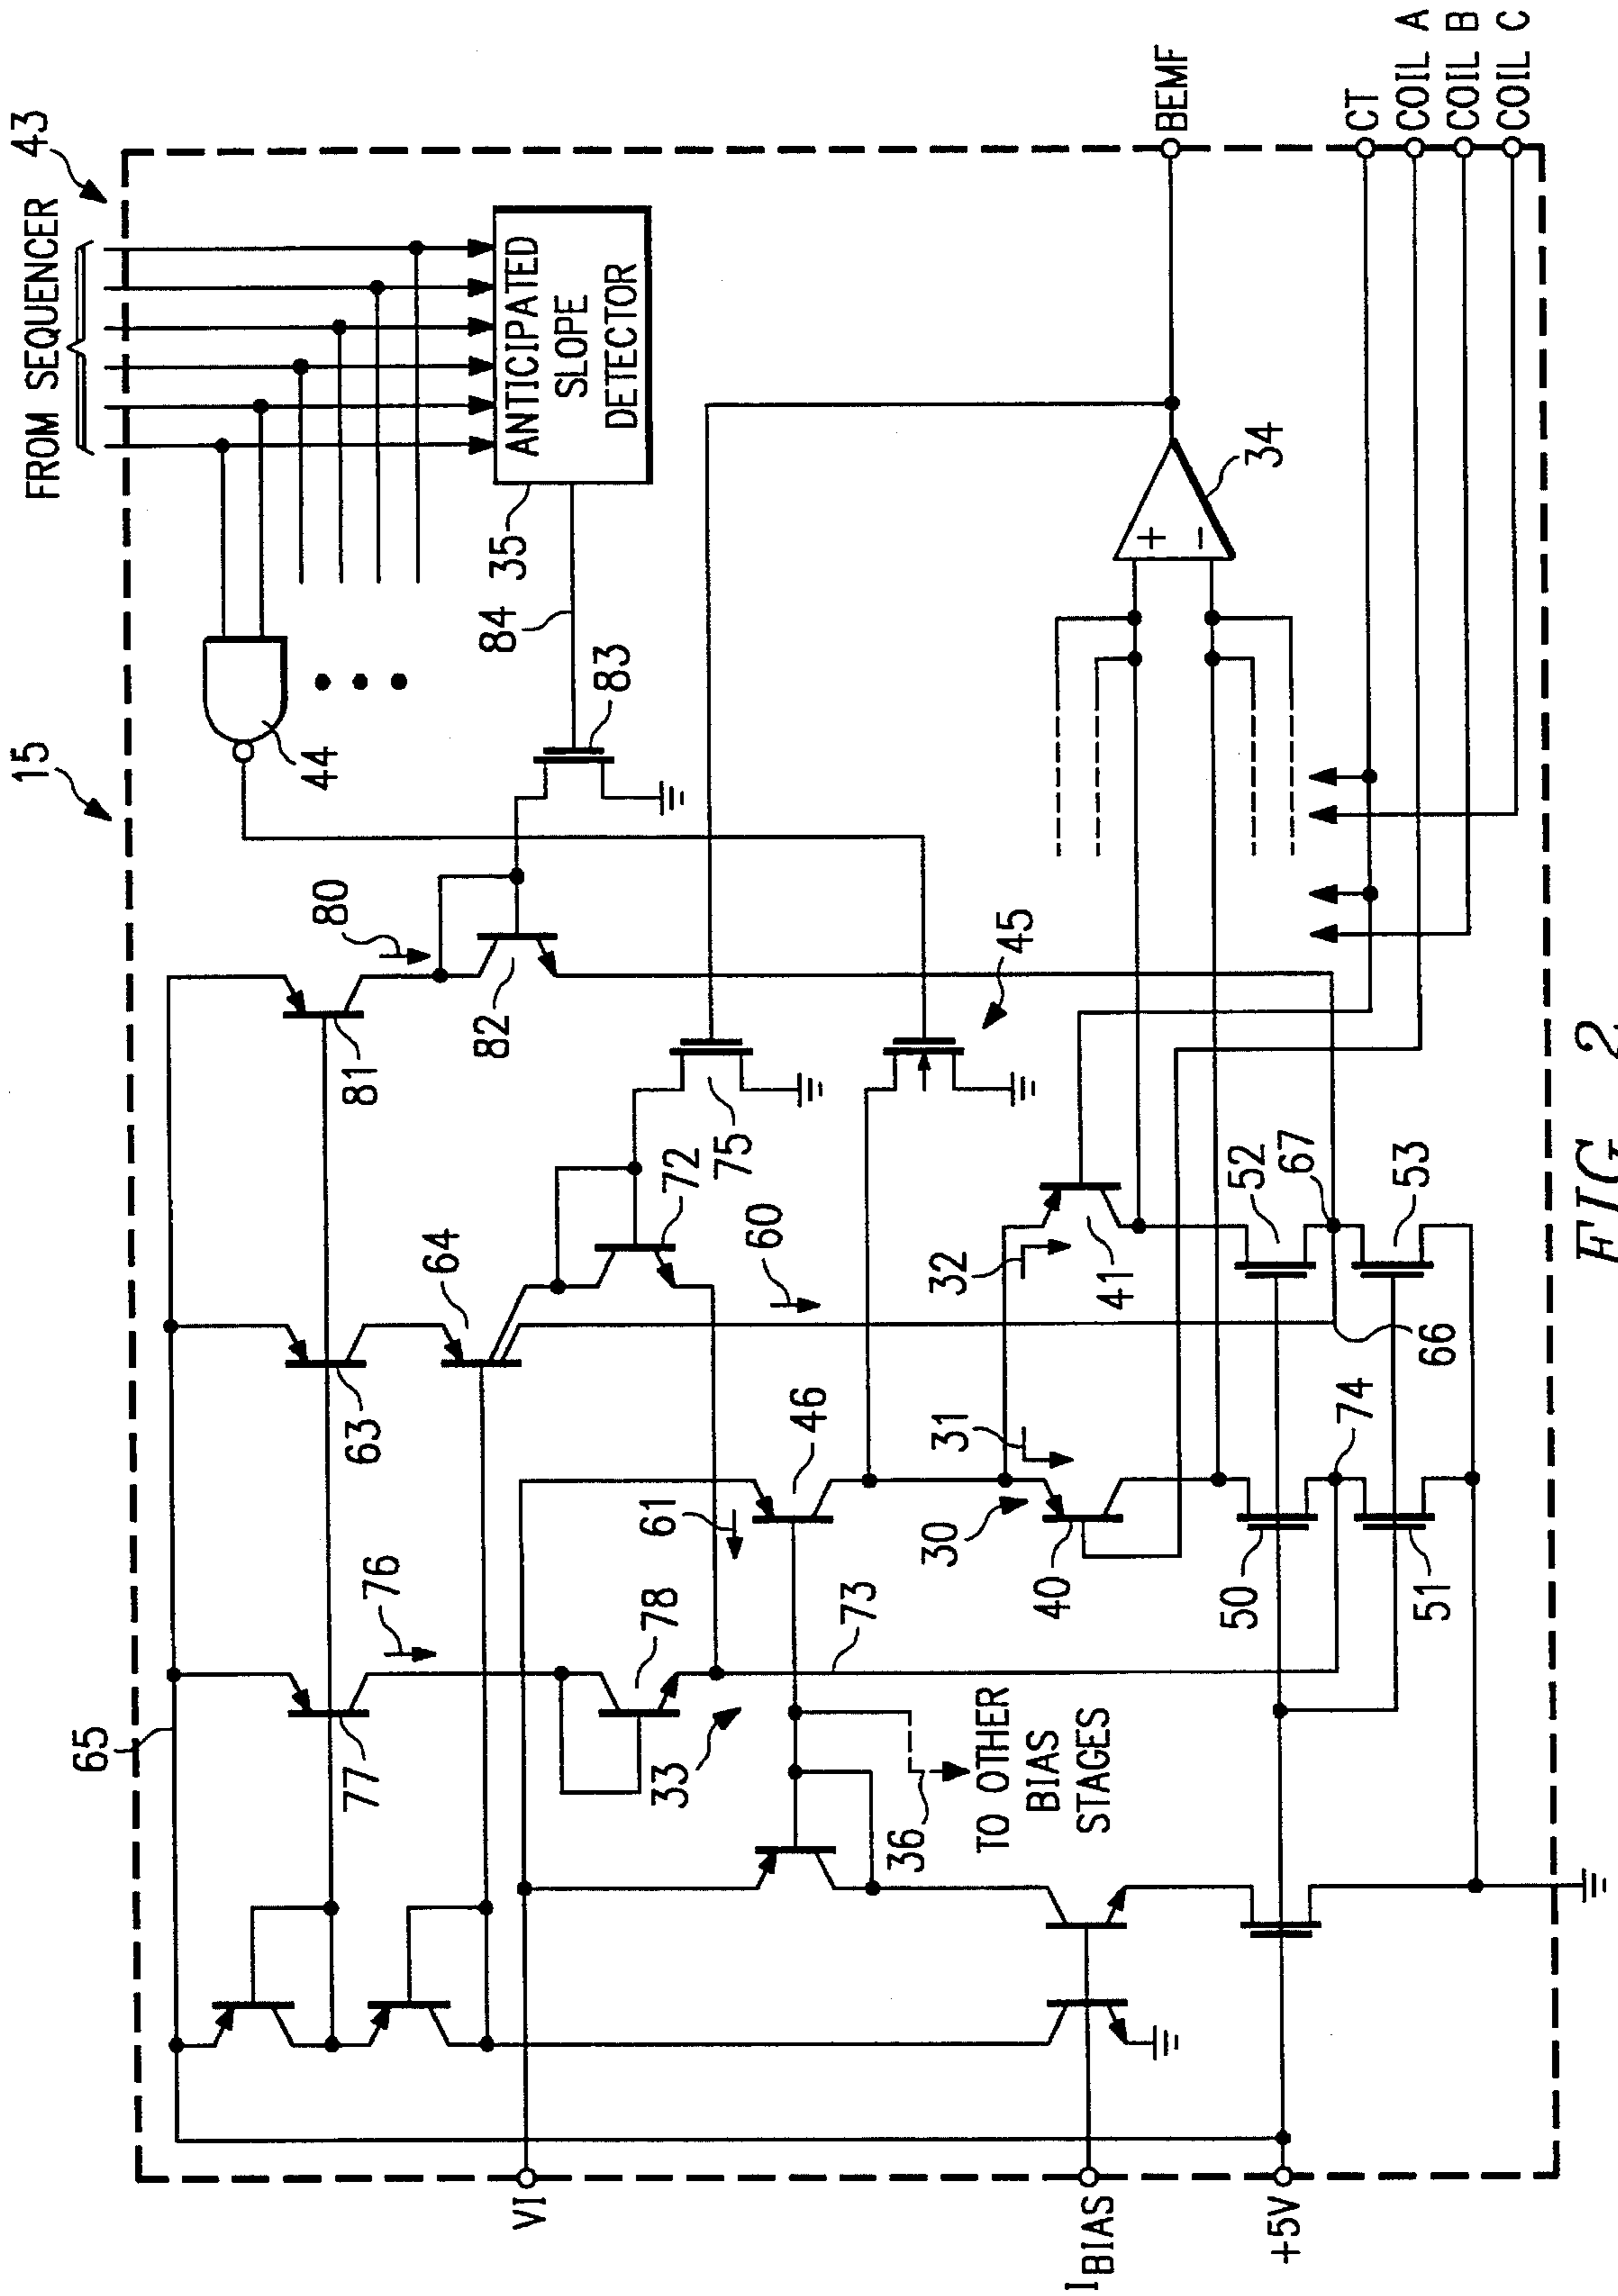 FROM SEQUENCER
43
15
ANTICIPATED
SLOPE
DETECTOR
35
84
44
83
80
81
82
BEMF
34
+
−
CT
COIL A
COIL B
COIL C
45
75
72
64
63
60
32
41
52
67
53
66
65
76
77
78
33
61
46
31
30
40
74
50
51
73
36
TO OTHER
BIAS
STAGES
VI
IBIAS
+5V
FIG. 2